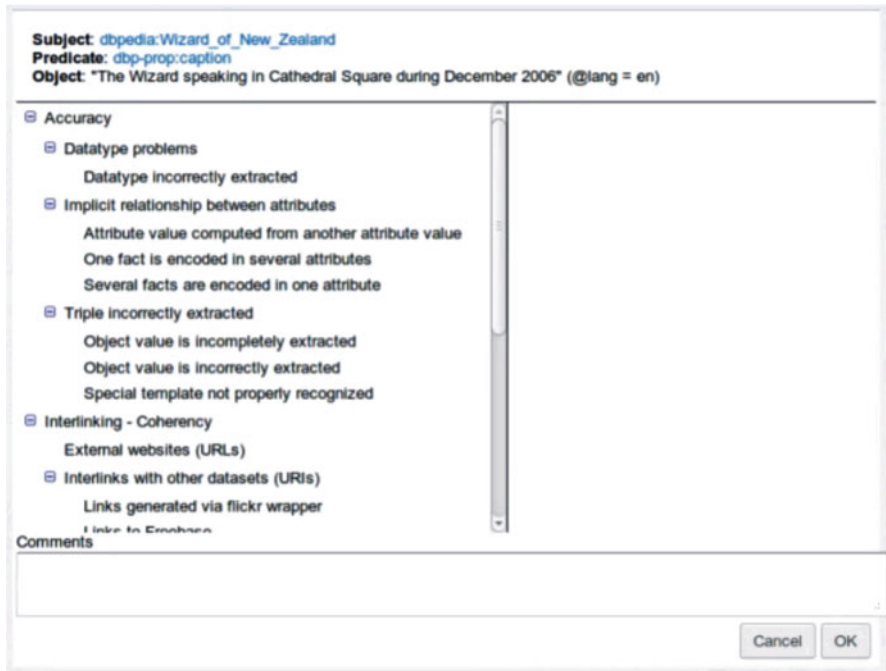 Subject: dbpedia:Wizard_of_New_Zealand
Predicate: dbp-prop:caption
Object: "The Wizard speaking in Cathedral Square during December 2006" (@lang = en)
Accuracy
Datatype problems
Datatype incorrectly extracted
Implicit relationship between attributes
Attribute value computed from another attribute value
One fact is encoded in several attributes
Several facts are encoded in one attribute
Triple incorrectly extracted
Object value is incompletely extracted
Object value is incorrectly extracted
Special template not properly recognized
Interlinking - Coherency
External websites (URLs)
Interlinks with other datasets (URIs)
Links generated via flickr wrapper
Links to Freebase
Comments
Cancel OK